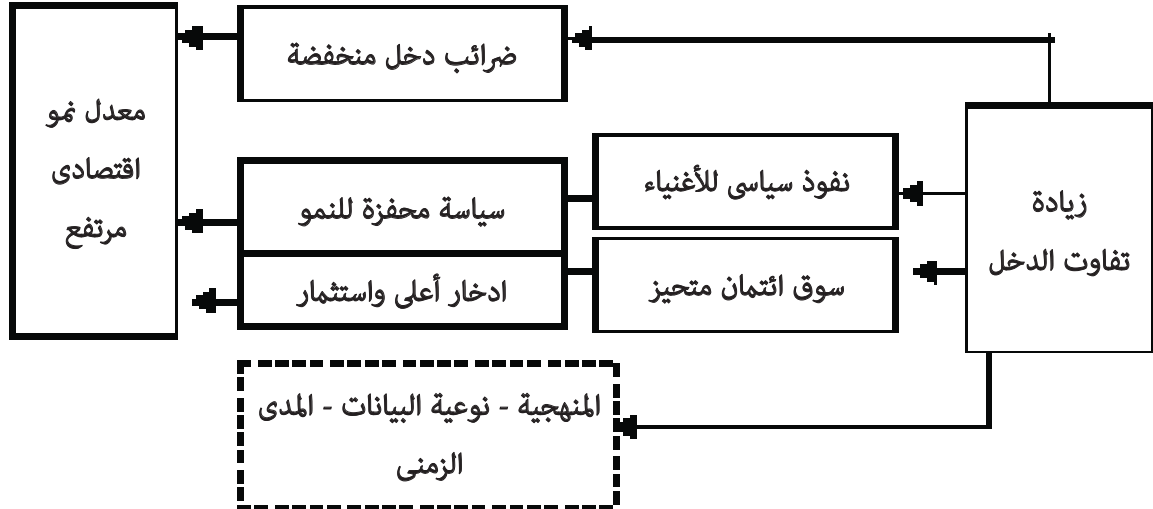 ضرائب دخل منخفضة
معدل نمو
اقتصادى
مرتفع
نفوذ سياسى للأغنياء
سياسة محفزة للنمو
زيادة
تفاوت الدخل
سوق ائتمان متحيز
ادخار أعلى واستثمار
المنهجية - نوعية البيانات - المدى
الزمنى